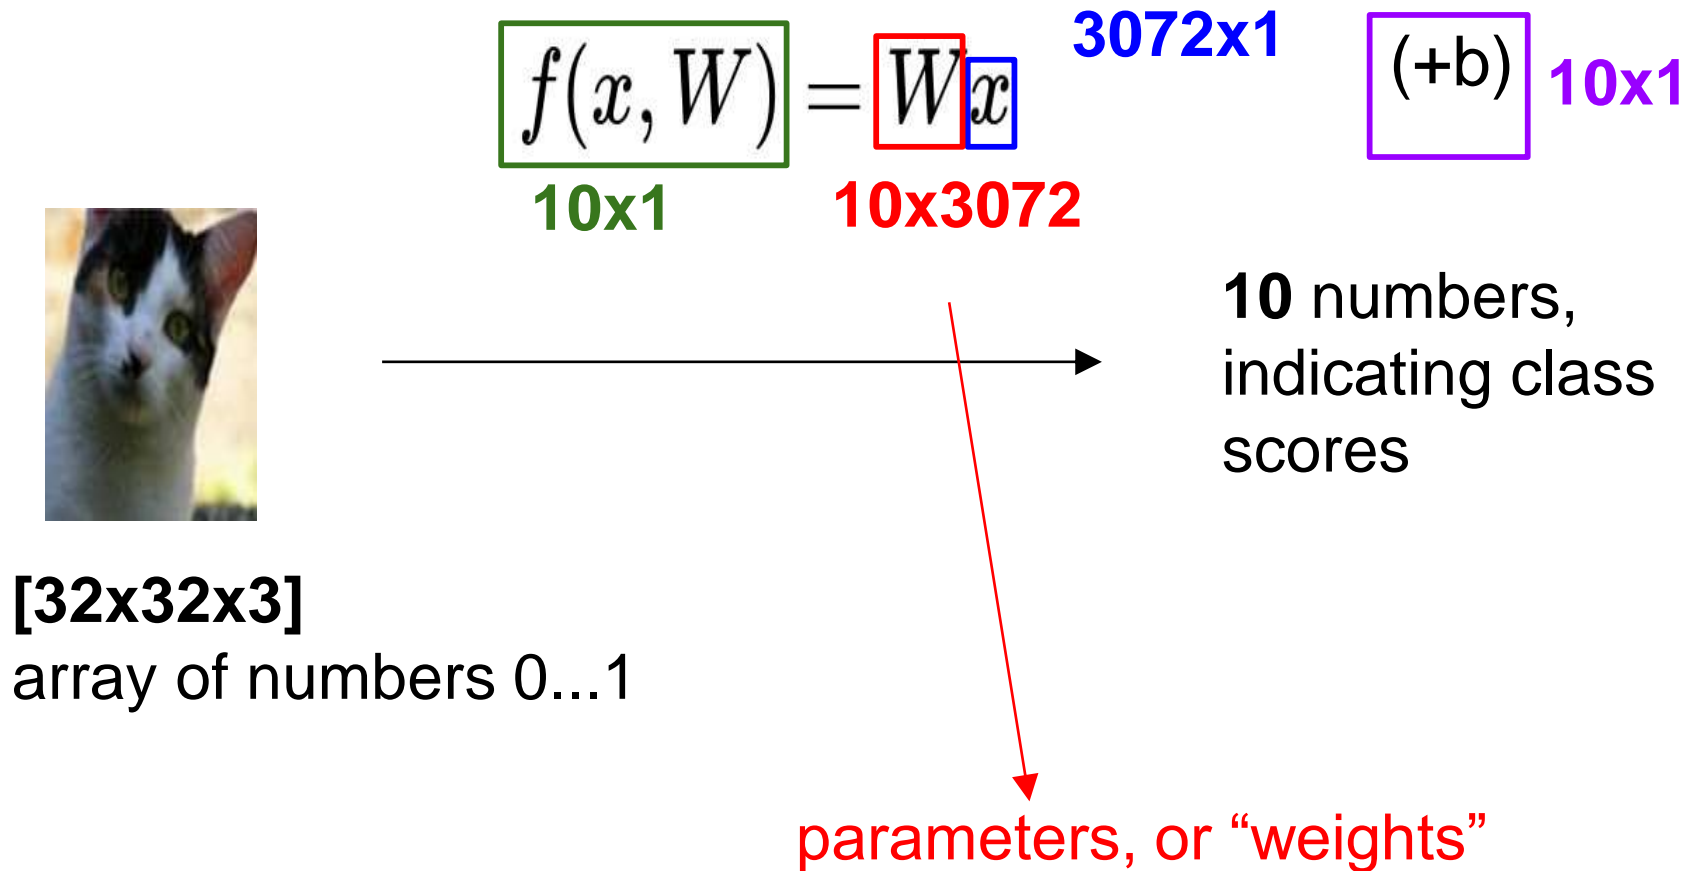 f(x, W) = Wx
3072x1
(+b)
10x1
10x1
10x3072
10 numbers,
indicating class
scores
[32x32x3]
array of numbers 0...1
parameters, or “weights”